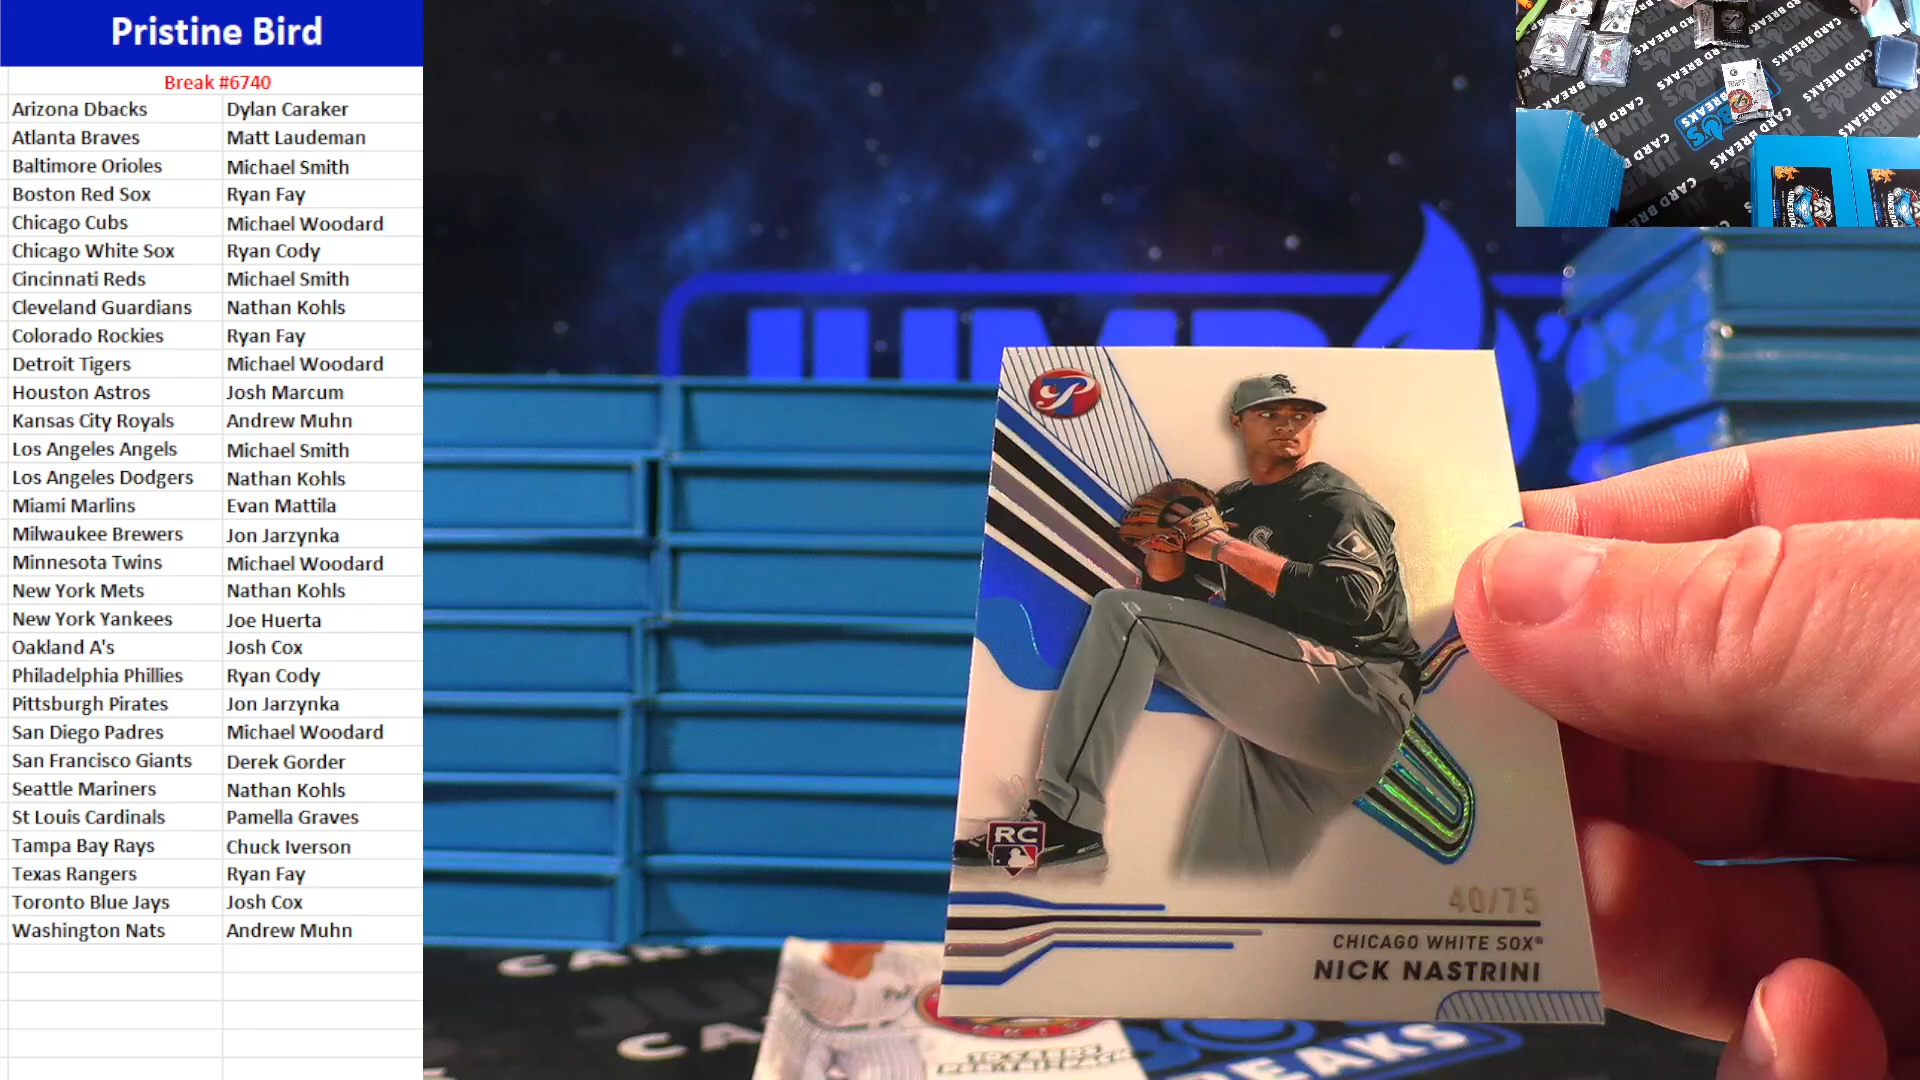 Pristine Bird
Break #6740
Arizona Dbacks Dylan Caraker
Atlanta Braves Matt Laudeman
Baltimore Orioles Michael Smith
Boston Red Sox Ryan Fay
Chicago Cubs Michael Woodard
Chicago White Sox Ryan Cody
Cincinnati Reds Michael Smith
Cleveland Guardians Nathan Kohls
Colorado Rockies Ryan Fay
Detroit Tigers Michael Woodard
Houston Astros Josh Marcum
Kansas City Royals Andrew Muhn
Los Angeles Angels Michael Smith
Los Angeles Dodgers Nathan Kohls
Miami Marlins Evan Mattila
Milwaukee Brewers Jon Jarzynka
Minnesota Twins Michael Woodard
New York Mets Nathan Kohls
New York Yankees Joe Huerta
Oakland A's Josh Cox
Philadelphia Phillies Ryan Cody
Pittsburgh Pirates Jon Jarzynka
San Diego Padres Michael Woodard
San Francisco Giants Derek Gorder
Seattle Mariners Nathan Kohls
St Louis Cardinals Pamella Graves
Tampa Bay Rays Chuck Iverson
Texas Rangers Ryan Fay
Toronto Blue Jays Josh Cox
Washington Nats Andrew Muhn
P
RC
40/75
CHICAGO WHITE SOX®
NICK NASTRINI
BREAKS
CARD BREAKS
CARD BREAKS
CARD BREAKS